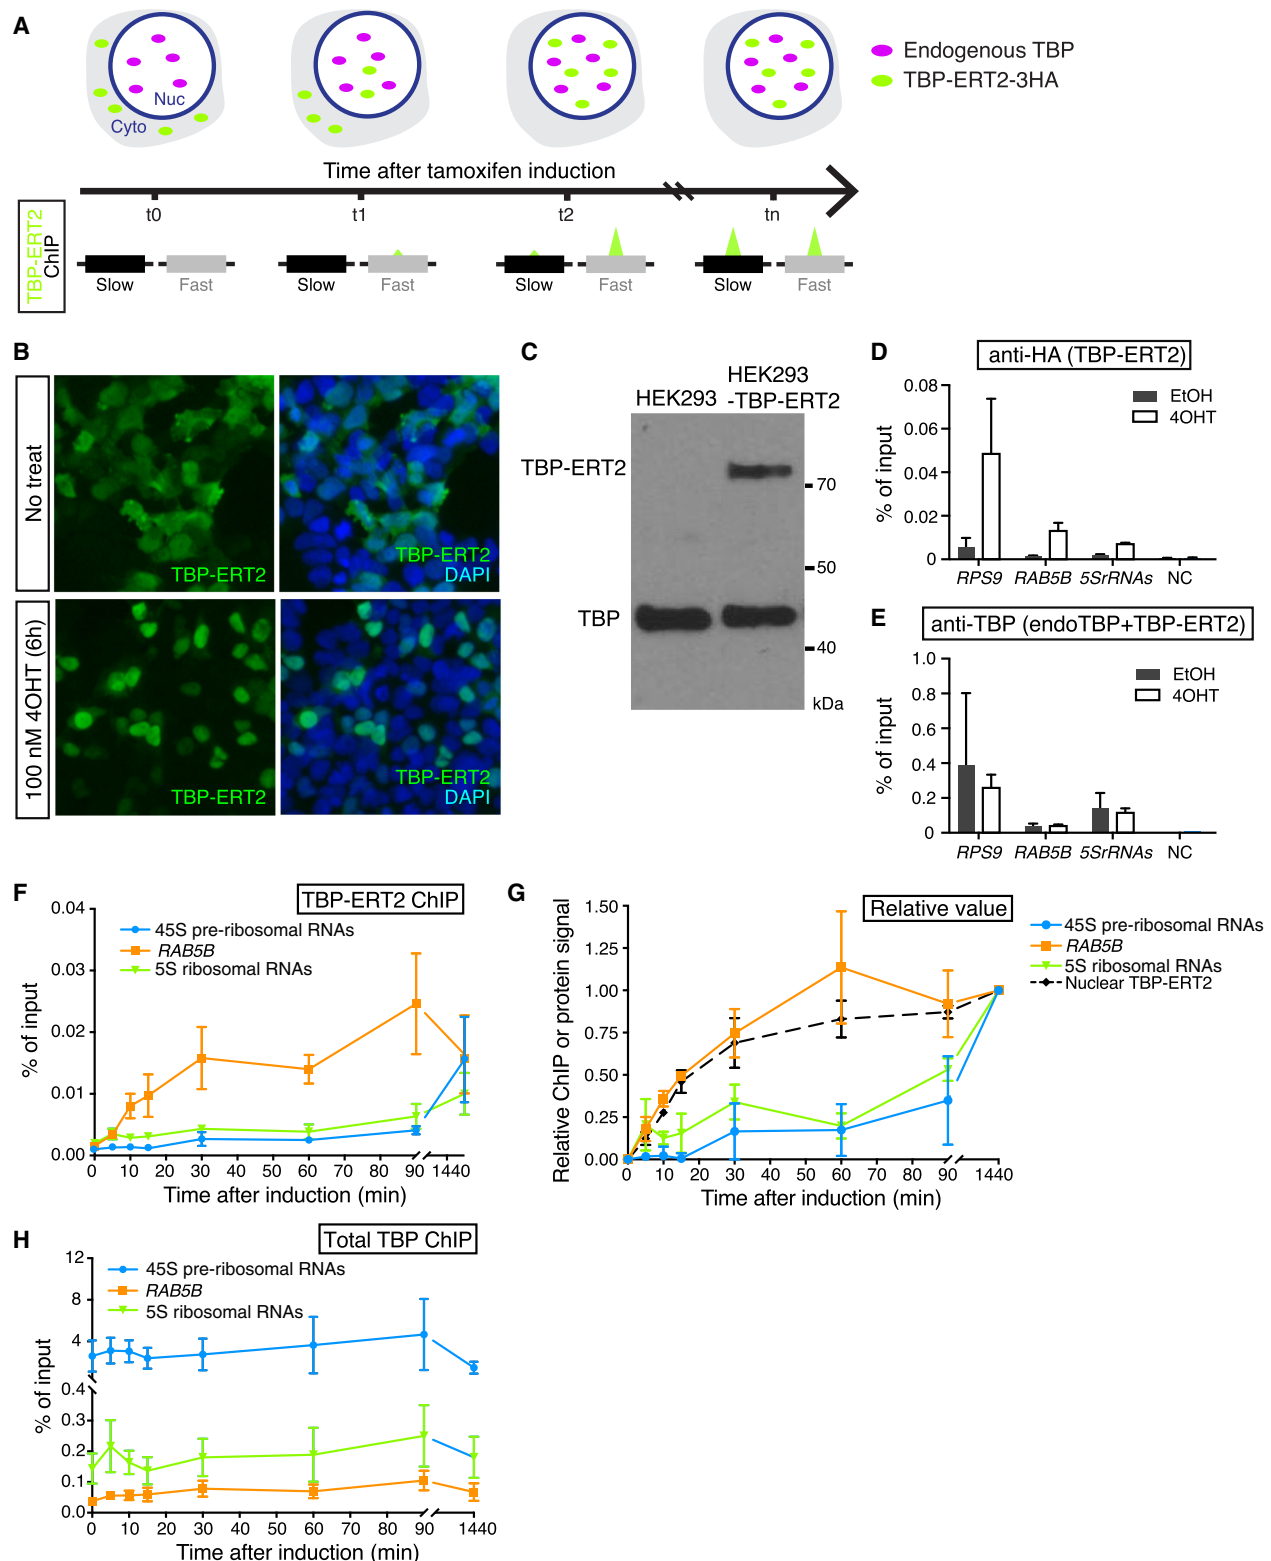 A
Endogenous TBP
TBP-ERT2-3HA
Nuc
Cyto
Time after tamoxifen induction
t0
t1
t2
tn
TBP-ERT2
ChIP
Slow
Fast
Slow
Fast
Slow
Fast
Slow
Fast
B
No treat
TBP-ERT2
TBP-ERT2
DAPI
100 nM 4OHT (6h)
TBP-ERT2
TBP-ERT2
DAPI
C
HEK293
HEK293
-TBP-ERT2
TBP-ERT2
70
50
TBP
40
kDa
D
anti-HA (TBP-ERT2)
EtOH
4OHT
% of input
0.08
0.06
0.04
0.02
0
RPS9
RAB5B
5SrRNAs
NC
E
anti-TBP (endoTBP+TBP-ERT2)
EtOH
4OHT
% of input
1.0
0.8
0.6
0.4
0.2
0
RPS9
RAB5B
5SrRNAs
NC
F
TBP-ERT2 ChIP
45S pre-ribosomal RNAs
RAB5B
5S ribosomal RNAs
% of input
0.04
0.03
0.02
0.01
0.00
0 10 20 30 40 50 60 70 80 90 1440
Time after induction (min)
G
Relative value
45S pre-ribosomal RNAs
RAB5B
5S ribosomal RNAs
Nuclear TBP-ERT2
Relative ChIP or protein signal
1.50
1.25
1.00
0.75
0.50
0.25
0.00
0 10 20 30 40 50 60 70 80 90 1440
Time after induction (min)
H
Total TBP ChIP
45S pre-ribosomal RNAs
RAB5B
5S ribosomal RNAs
% of input
12
8
4
0.4
0.3
0.2
0.1
0.0
0 10 20 30 40 50 60 70 80 90 1440
Time after induction (min)